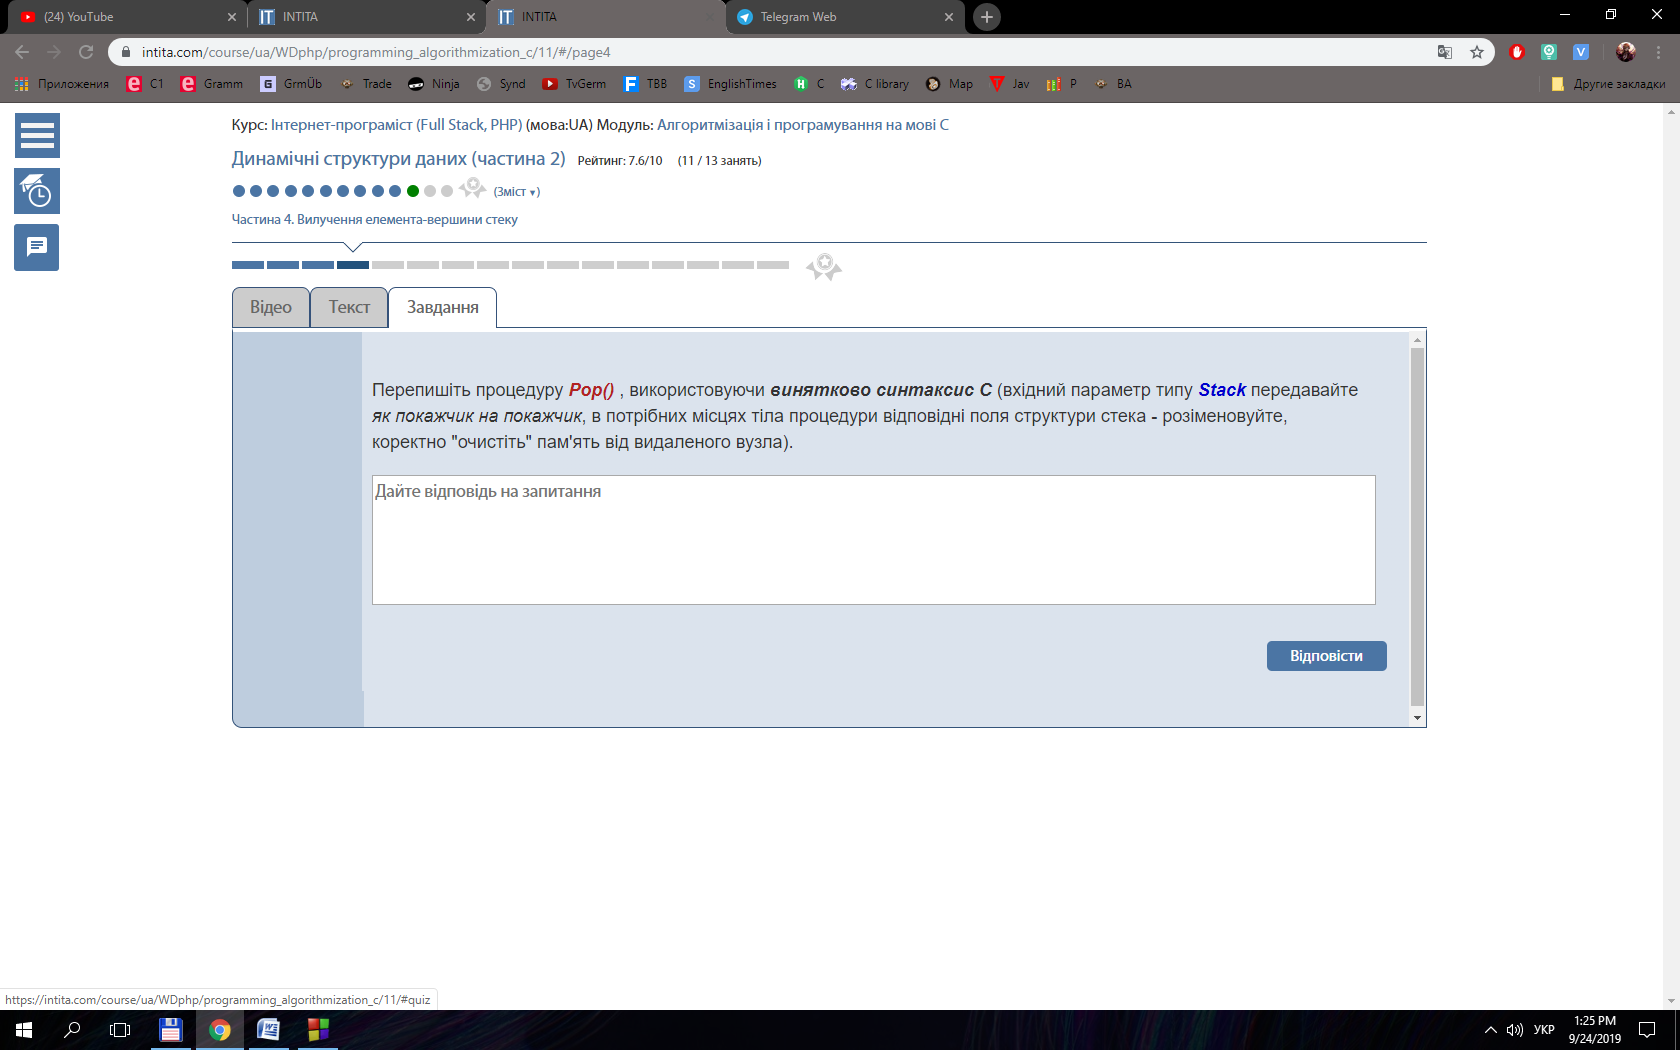 (24) YouTube
INTITA
INTITA
Telegram Web
intita.com/course/ua/WDphp/programming_algorithmization_c/11/#/page4
Приложения
C1
Gramm
GrmÜb
Trade
Ninja
Synd
TvGerm
TBB
EnglishTimes
C
C library
Map
Jav
P
BA
Другие закладки
Курс: Інтернет-програміст (Full Stack, PHP) (мова:UA) Модуль: Алгоритмізація і програмування на мові C
Динамічні структури даних (частина 2) Рейтинг: 7.6/10 (11 / 13 занять)
(Зміст ▾)
Частина 4. Вилучення елемента-вершини стеку
Відео
Текст
Завдання
Перепишіть процедуру Pop() , використовуючи винятково синтаксис C (вхідний параметр типу Stack передавайте
як покажчик на покажчик, в потрібних місцях тіла процедури відповідні поля структури стека - розіменовуйте,
коректно "очистіть" пам'ять від видаленого вузла).
Дайте відповідь на запитання
Відповісти
https://intita.com/course/ua/WDphp/programming_algorithmization_c/11/#quiz
УКР
1:25 PM
9/24/2019